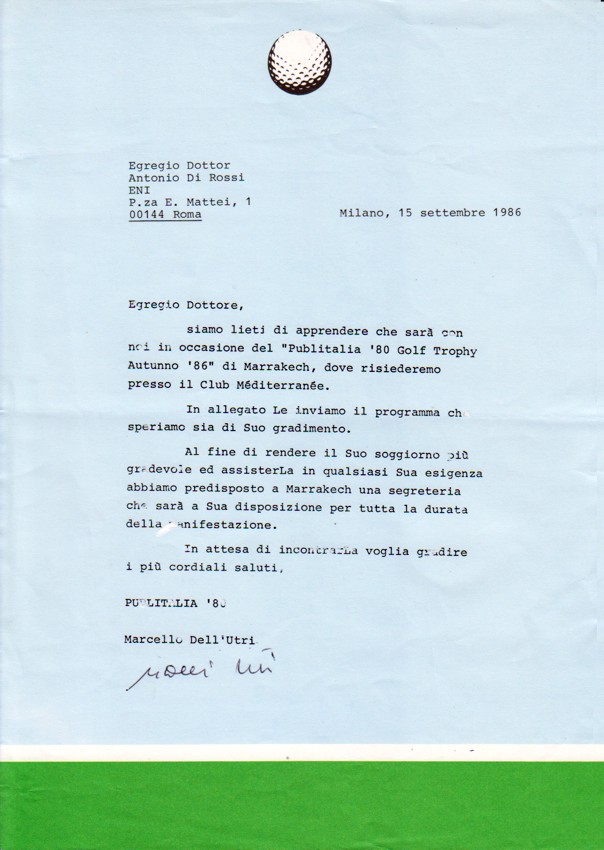 Egregio Dottor
Antonio Di Rossi
ENI
P.za E. Mattei, 1
00144 Roma
Milano, 15 settembre 1986
Egregio Dottore,
siamo lieti di apprendere che sarà con
noi in occasione del "Publitalia '80 Golf Trophy
Autunno '86" di Marrakech, dove risiederemo
presso il Club Méditerranée.
In allegato Le inviamo il programma che
speriamo sia di Suo gradimento.
Al fine di rendere il Suo soggiorno più
gradevole ed assisterLa in qualsiasi Sua esigenza
abbiamo predisposto a Marrakech una segreteria
che sarà a Sua disposizione per tutta la durata
della manifestazione.
In attesa di incontrarLa voglia gradire
i più cordiali saluti,
PUBLITALIA '80
Marcello Dell'Utri